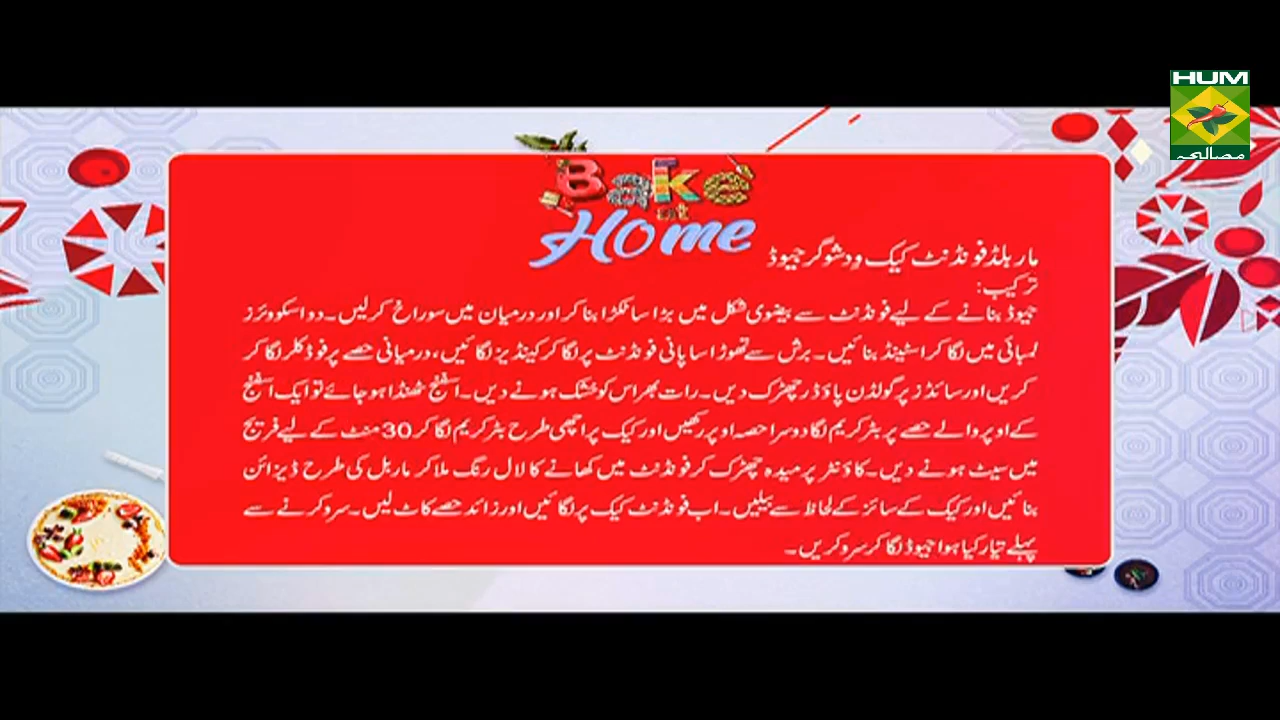 HUM
مصالحہ
Bake
at
Home
ماربلڈ فونڈنٹ کیک وِد شوگر جیوڈ
ترکیب:
جیوڈ بنانے کے لیے فونڈنٹ سے بیضوی شکل میں بڑا سا ٹکڑا بنا کر اور درمیان میں سوراخ کرلیں۔ دو اسکووئرز
لمبائی میں لگا کر اسٹینڈ بنائیں۔ برش سے تھوڑا سا پانی فونڈنٹ پر لگا کر کینڈیز لگائیں، درمیانی حصے پر فوڈ کلر لگا کر
کریں اور سائڈز پر گولڈن پاؤڈر چھڑک دیں۔ رات بھر اس کو خشک ہونے دیں۔ اسفنج ٹھنڈا ہو جائے تو ایک اسفنج
کے اوپر والے حصے پر بٹر کریم لگا دوسرا حصہ اوپر رکھیں اور کیک پر اچھی طرح بٹر کریم لگا کر 30 منٹ کے لیے فریج
میں سیٹ ہونے دیں۔ کاؤنٹر پر میدہ چھڑک کر فونڈنٹ میں کھانے کا لال رنگ ملا کر ماربل کی طرح ڈیزائن
بنائیں اور کیک کے سائز کے لحاظ سے بیلیں۔ اب فونڈنٹ کیک پر لگائیں اور زائد حصے کاٹ لیں۔ سرو کرنے سے
پہلے تیار کیا ہوا جیوڈ لگا کر سرو کریں۔